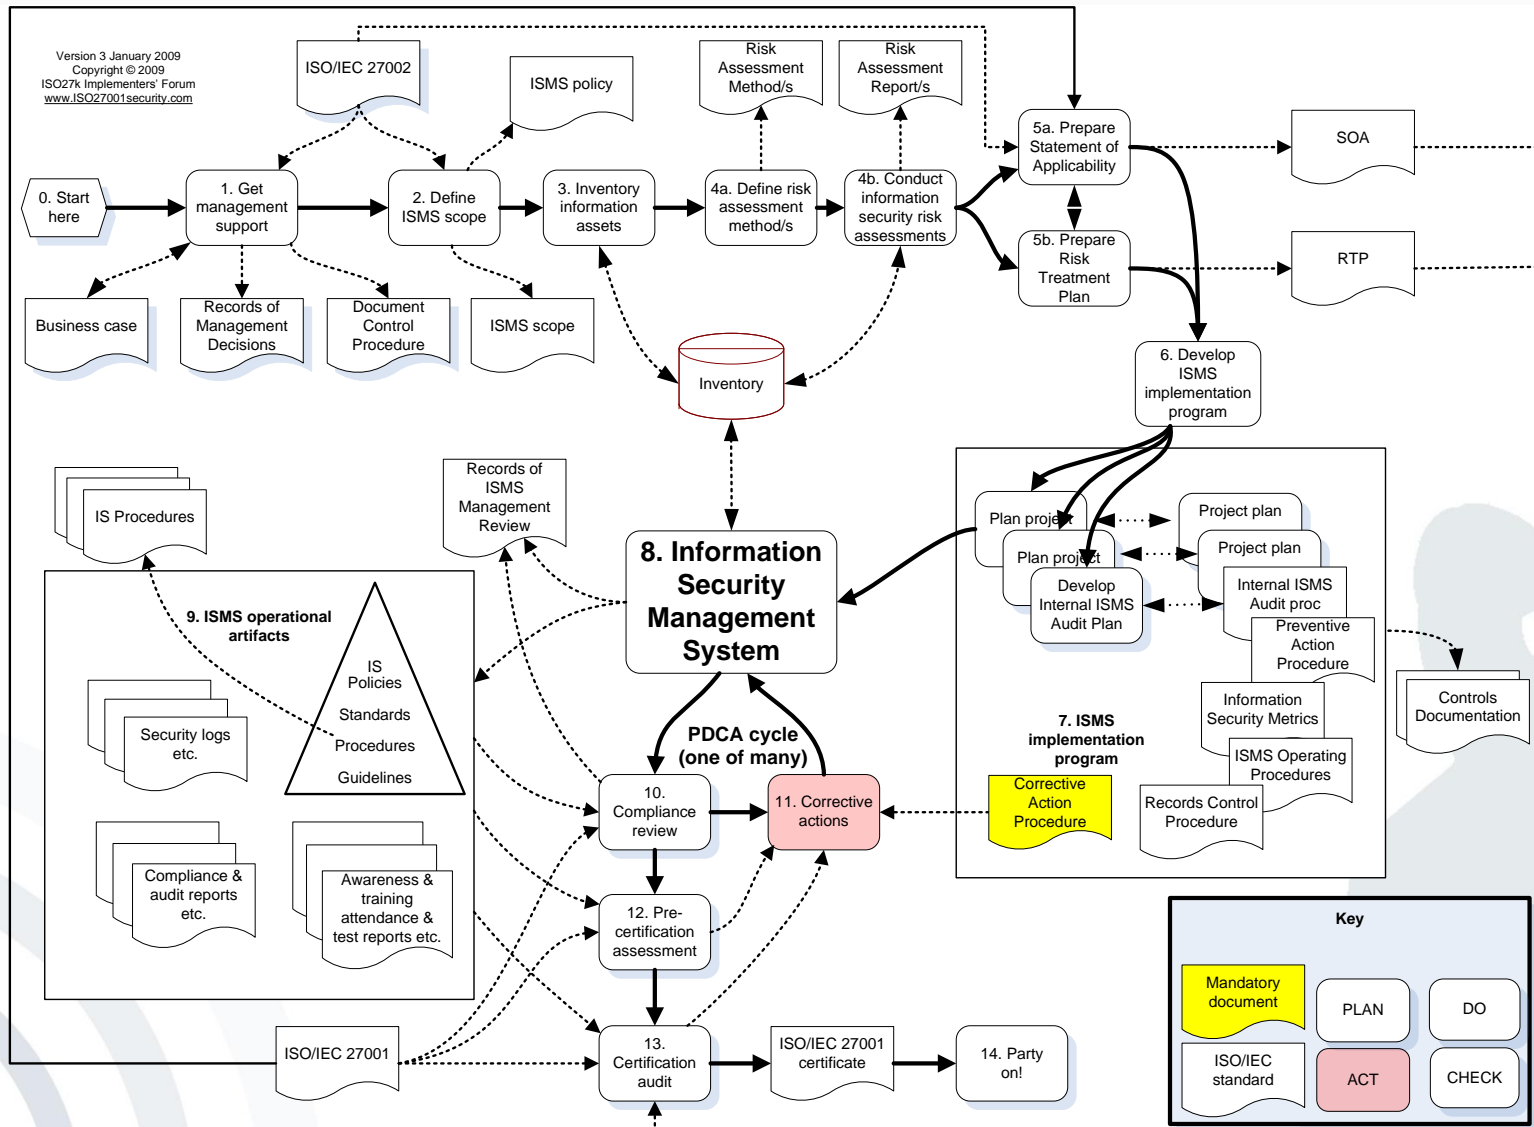 Version 3 January 2009
Copyright © 2009
ISO27k Implementers' Forum
www.ISO27001security.com
ISO/IEC 27002
ISMS policy
Risk
Assessment
Method/s
Risk
Assessment
Report/s
0. Start
here
1. Get
management
support
2. Define
ISMS scope
3. Inventory
information
assets
4a. Define risk
assessment
method/s
4b. Conduct
information
security risk
assessments
5a. Prepare
Statement of
Applicability
SOA
5b. Prepare
Risk
Treatment
Plan
RTP
Business case
Records of
Management
Decisions
Document
Control
Procedure
ISMS scope
Inventory
6. Develop
ISMS
implementation
program
IS Procedures
Records of
ISMS
Management
Review
8. Information
Security
Management
System
Plan project
Plan project
Develop
Internal ISMS
Audit Plan
Project plan
Project plan
Internal ISMS
Audit proc
Preventive
Action
Procedure
Information
Security Metrics
ISMS Operating
Procedures
Records Control
Procedure
7. ISMS
implementation
program
Corrective
Action
Procedure
Controls
Documentation
9. ISMS operational
artifacts
IS
Policies
Standards
Procedures
Guidelines
Security logs
etc.
Compliance &
audit reports
etc.
Awareness &
training
attendance &
test reports etc.
PDCA cycle
(one of many)
10.
Compliance
review
11. Corrective
actions
12. Pre-
certification
assessment
13.
Certification
audit
ISO/IEC 27001
ISO/IEC 27001
certificate
14. Party
on!
Key
Mandatory
document
PLAN
DO
ISO/IEC
standard
ACT
CHECK